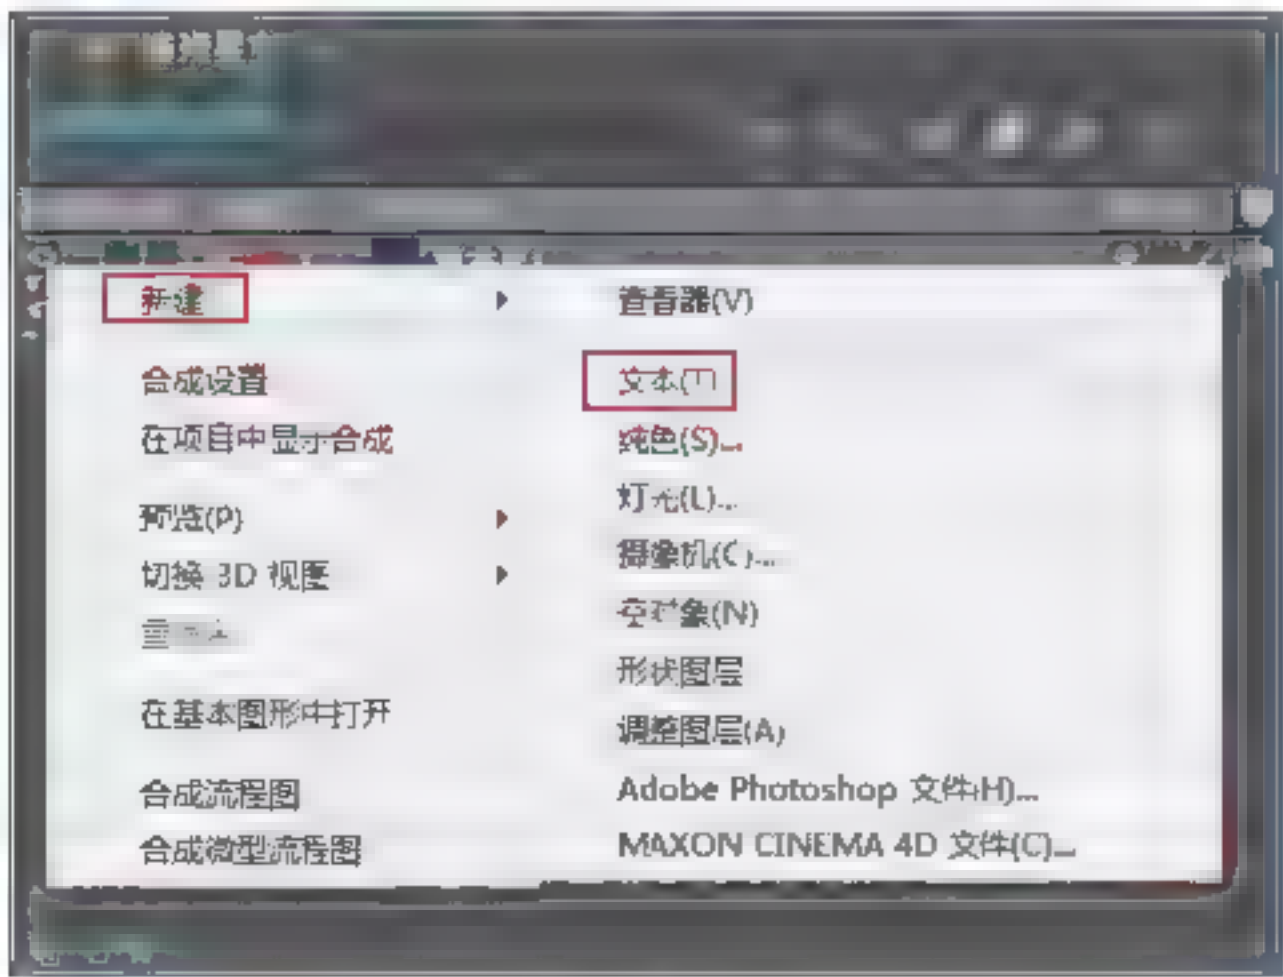 新建
合成设置
在项目中显示合成
预览(P)
切换 3D 视图
在基本图形中打开
合成流程图
合成微型流程图
查看器(V)
文本(T)
纯色(S)...
灯光(L)...
摄像机(C)...
空对象(N)
形状图层
调整图层(A)
Adobe Photoshop 文件(H)...
MAXON CINEMA 4D 文件(C)...